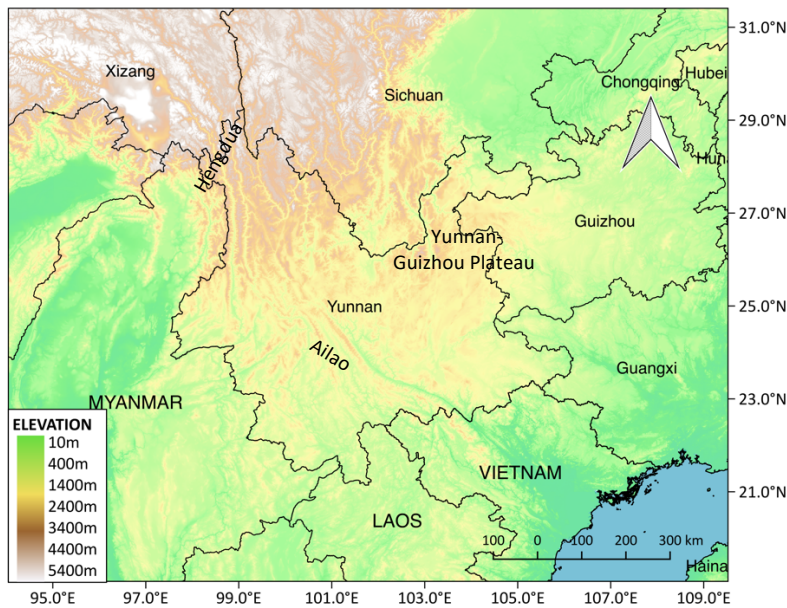 31.0°N
Xizang
Hubei
Chongqing
Sichuan
29.0°N
Hengdua
Hun
27.0°N
Guizhou
Yunnan-
Guizhou Plateau
Yunnan
25.0°N
Ailao
Guangxi
MYANMAR
23.0°N
ELEVATION
10m
400m
1400m
2400m
3400m
4400m
5400m
VIETNAM
21.0°N
LAOS
100 0 100 200 300 km
Haina
95.0°E 97.0°E 99.0°E 101.0°E 103.0°E 105.0°E 107.0°E 109.0°E